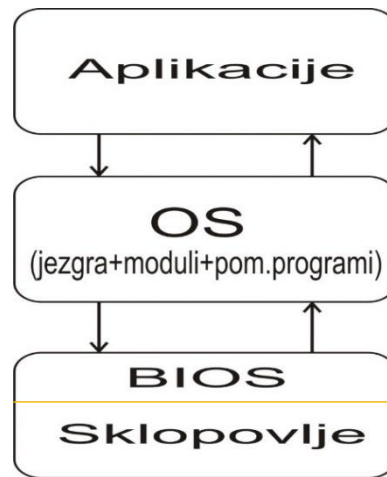 Aplikacije
OS
(jezgra+moduli+pom.programi)
BIOS
Sklopovlje